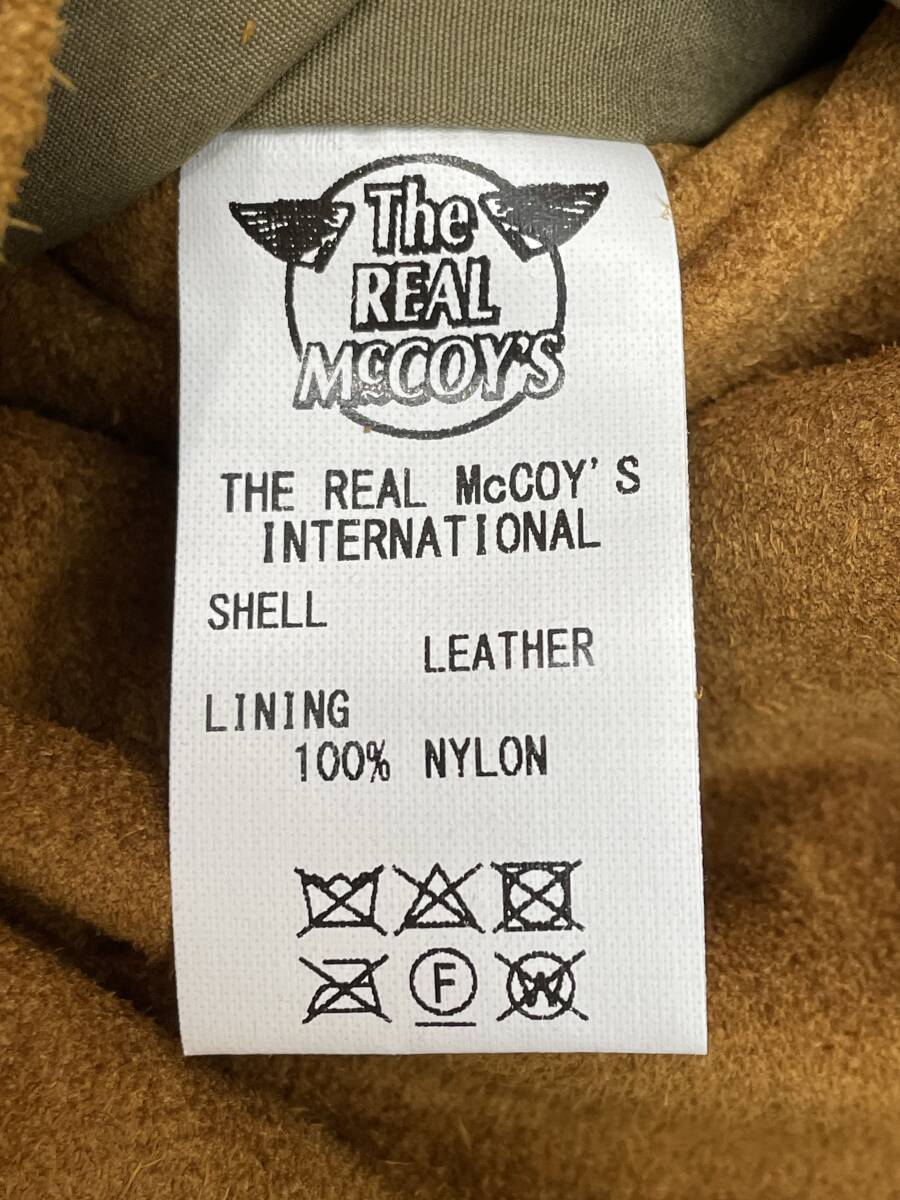 The
REAL
McCOY'S
THE REAL McCOY'S
INTERNATIONAL
SHELL
LEATHER
LINING
100% NYLON
F
W